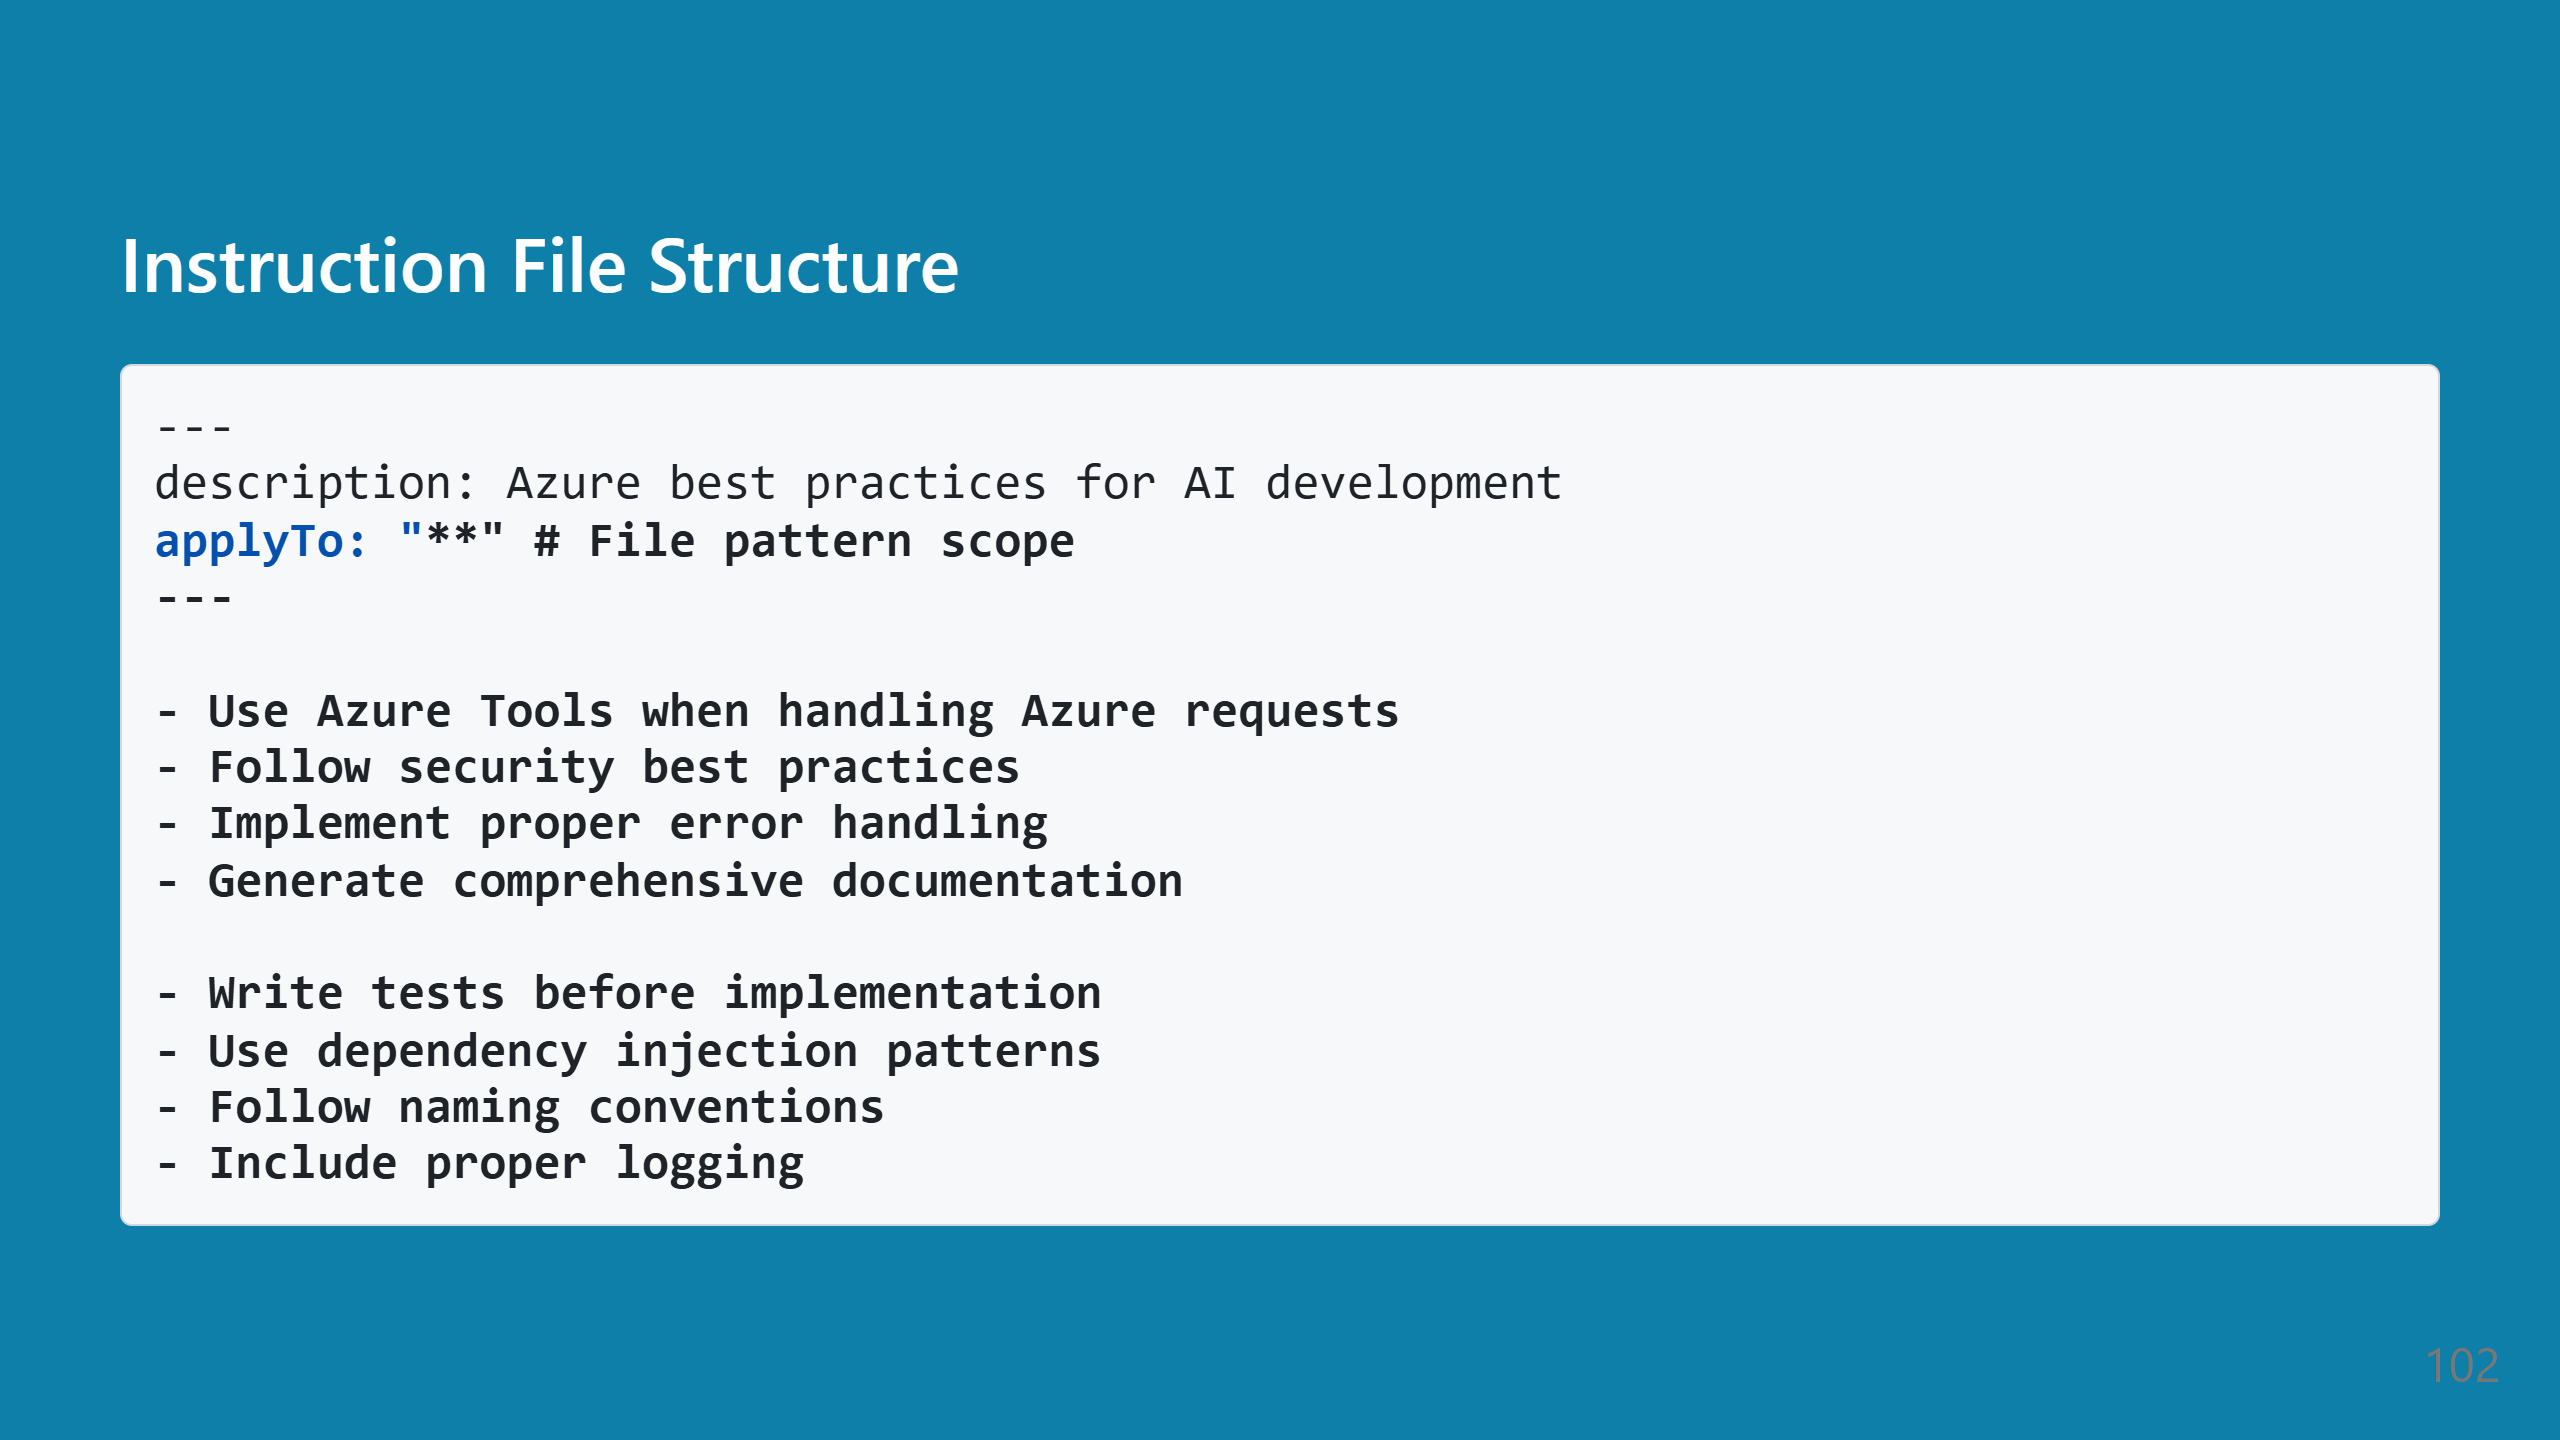 Instruction File Structure
---
description: Azure best practices for AI development
applyTo: "**" # File pattern scope
---
- Use Azure Tools when handling Azure requests
- Follow security best practices
- Implement proper error handling
- Generate comprehensive documentation
- Write tests before implementation
- Use dependency injection patterns
- Follow naming conventions
- Include proper logging
102